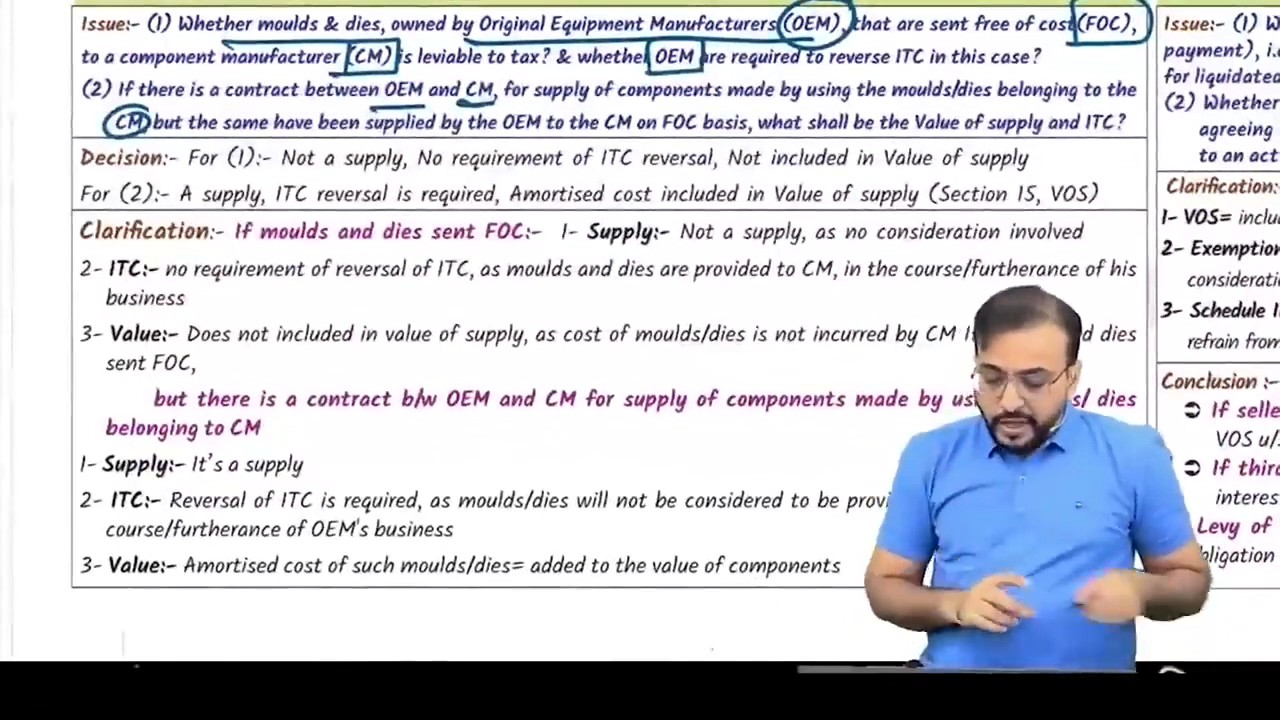 Issue:- (1) Whether moulds & dies, owned by Original Equipment Manufacturers (OEM), that are sent free of cost (FOC),
to a component manufacturer (CM) is leviable to tax? & whether OEM are required to reverse ITC in this case?
(2) If there is a contract between OEM and CM, for supply of components made by using the moulds/dies belonging to the
CM but the same have been supplied by the OEM to the CM on FOC basis, what shall be the Value of supply and ITC?
Decision:- For (1):- Not a supply, No requirement of ITC reversal, Not included in Value of supply
For (2):- A supply, ITC reversal is required, Amortised cost included in Value of supply (Section 15, VOS)
Clarification:- If moulds and dies sent FOC:- 1- Supply:- Not a supply, as no consideration involved
2- ITC:- no requirement of reversal of ITC, as moulds and dies are provided to CM, in the course/furtherance of his
business
3- Value:- Does not included in value of supply, as cost of moulds/dies is not incurred by CM dies
sent FOC,
but there is a contract b/w OEM and CM for supply of components made by dies
belonging to CM
1- Supply:- It's a supply
2- ITC:- Reversal of ITC is required, as moulds/dies will not be considered to be
course/furtherance of OEM's business
3- Value:- Amortised cost of such moulds/dies= added to the value of components
Issue:- (1)
payment), i.e
for liquidated
(2) Whether
agreeing
to an act
Clarification:
1- VOS=
2- Exemption
3- Schedule
refrain from
Conclusion :-
➲ If
VOS
➲ If
Levy of